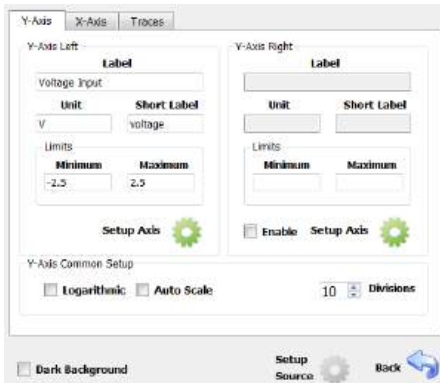 Y-Axis X-Axis Traces
Y-Axis Left Y-Axis Right
Label Label
Voltage Input
Unit Short Label Unit Short Label
V voltage
Limits Limits
Minimum Maximum Minimum Maximum
-2.5 2.5
Setup Axis Enable Setup Axis
Y-Axis Common Setup
Logarithmic Auto Scale 10 Divisions
Dark Background Setup Source Back